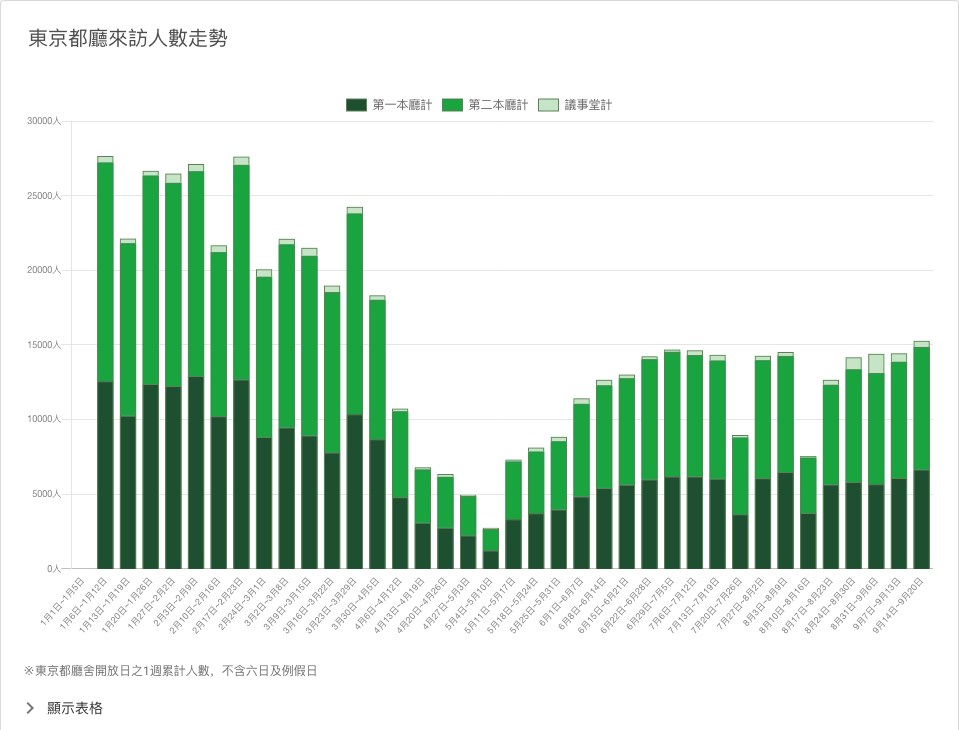 東京都廳來訪人數走勢
第一本廳計 第二本廳計 議事堂計
30000人
25000人
20000人
15000人
10000人
5000人
0人
1月1日~1月5日
1月6日~1月12日
1月13日~1月19日
1月20日~1月26日
1月27日~2月2日
2月3日~2月9日
2月10日~2月16日
2月17日~2月23日
2月24日~3月1日
3月2日~3月8日
3月9日~3月15日
3月16日~3月22日
3月23日~3月29日
3月30日~4月5日
4月6日~4月12日
4月13日~4月19日
4月20日~4月26日
4月27日~5月3日
5月4日~5月10日
5月11日~5月17日
5月18日~5月24日
5月25日~5月31日
6月1日~6月7日
6月8日~6月14日
6月15日~6月21日
6月22日~6月28日
6月29日~7月5日
7月6日~7月12日
7月13日~7月19日
7月20日~7月26日
7月27日~8月2日
8月3日~8月9日
8月10日~8月16日
8月17日~8月23日
8月24日~8月30日
8月31日~9月6日
9月7日~9月13日
9月14日~9月20日
※東京都廳舍開放日之1週累計人數，不含六日及例假日
顯示表格